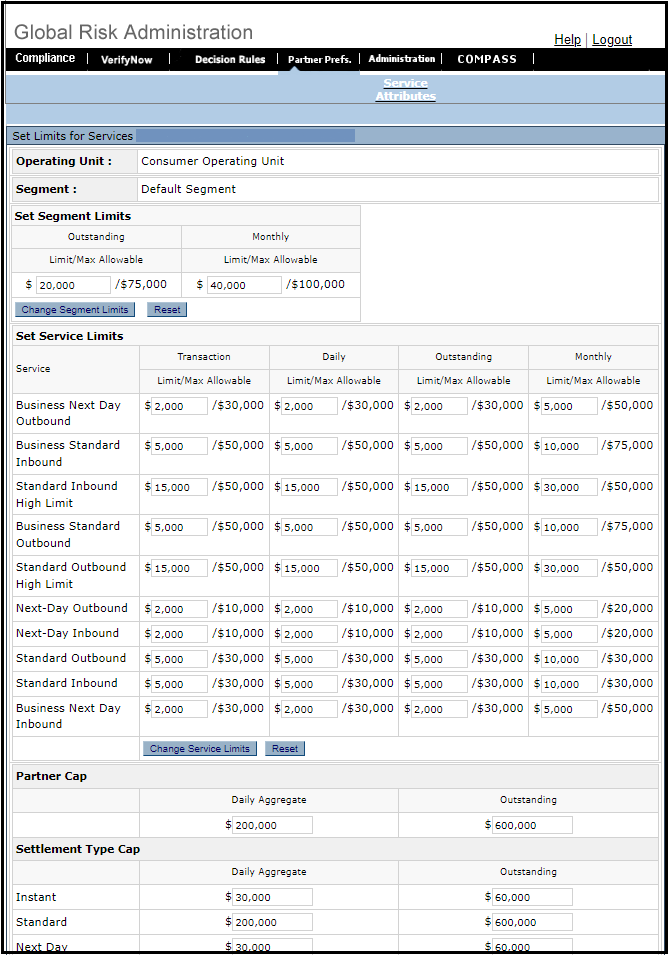 Global Risk Administration
Help | Logout
Compliance | VerifyNow | Decision Rules | Partner Prefs. | Administration | COMPASS |
Service
Attributes
Set Limits for Services
Operating Unit : Consumer Operating Unit
Segment : Default Segment
Set Segment Limits
Outstanding Monthly
Limit/Max Allowable Limit/Max Allowable
$ 20,000 /$75,000 $ 40,000 /$100,000
Change Segment Limits Reset
Set Service Limits
Service Transaction Daily Outstanding Monthly
Limit/Max Allowable Limit/Max Allowable Limit/Max Allowable Limit/Max Allowable
Business Next Day $ 2,000 /$30,000 $ 2,000 /$30,000 $ 2,000 /$30,000 $ 5,000 /$50,000
Outbound
Business Standard $ 5,000 /$50,000 $ 5,000 /$50,000 $ 5,000 /$50,000 $ 10,000 /$75,000
Inbound
Standard Inbound $ 15,000 /$50,000 $ 15,000 /$50,000 $ 15,000 /$50,000 $ 30,000 /$50,000
High Limit
Business Standard $ 5,000 /$50,000 $ 5,000 /$50,000 $ 5,000 /$50,000 $ 10,000 /$75,000
Outbound
Standard Outbound $ 15,000 /$50,000 $ 15,000 /$50,000 $ 15,000 /$50,000 $ 30,000 /$50,000
High Limit
Next-Day Outbound $ 2,000 /$10,000 $ 2,000 /$10,000 $ 2,000 /$10,000 $ 5,000 /$20,000
Next-Day Inbound $ 2,000 /$10,000 $ 2,000 /$10,000 $ 2,000 /$10,000 $ 5,000 /$20,000
Standard Outbound $ 5,000 /$30,000 $ 5,000 /$30,000 $ 5,000 /$30,000 $ 10,000 /$30,000
Standard Inbound $ 5,000 /$30,000 $ 5,000 /$30,000 $ 5,000 /$30,000 $ 10,000 /$30,000
Business Next Day $ 2,000 /$30,000 $ 2,000 /$30,000 $ 2,000 /$30,000 $ 5,000 /$50,000
Inbound
Change Service Limits Reset
Partner Cap
Daily Aggregate Outstanding
$ 200,000 $ 600,000
Settlement Type Cap
Daily Aggregate Outstanding
Instant $ 30,000 $ 60,000
Standard $ 200,000 $ 600,000
Next Day $ 30,000 $ 60,000